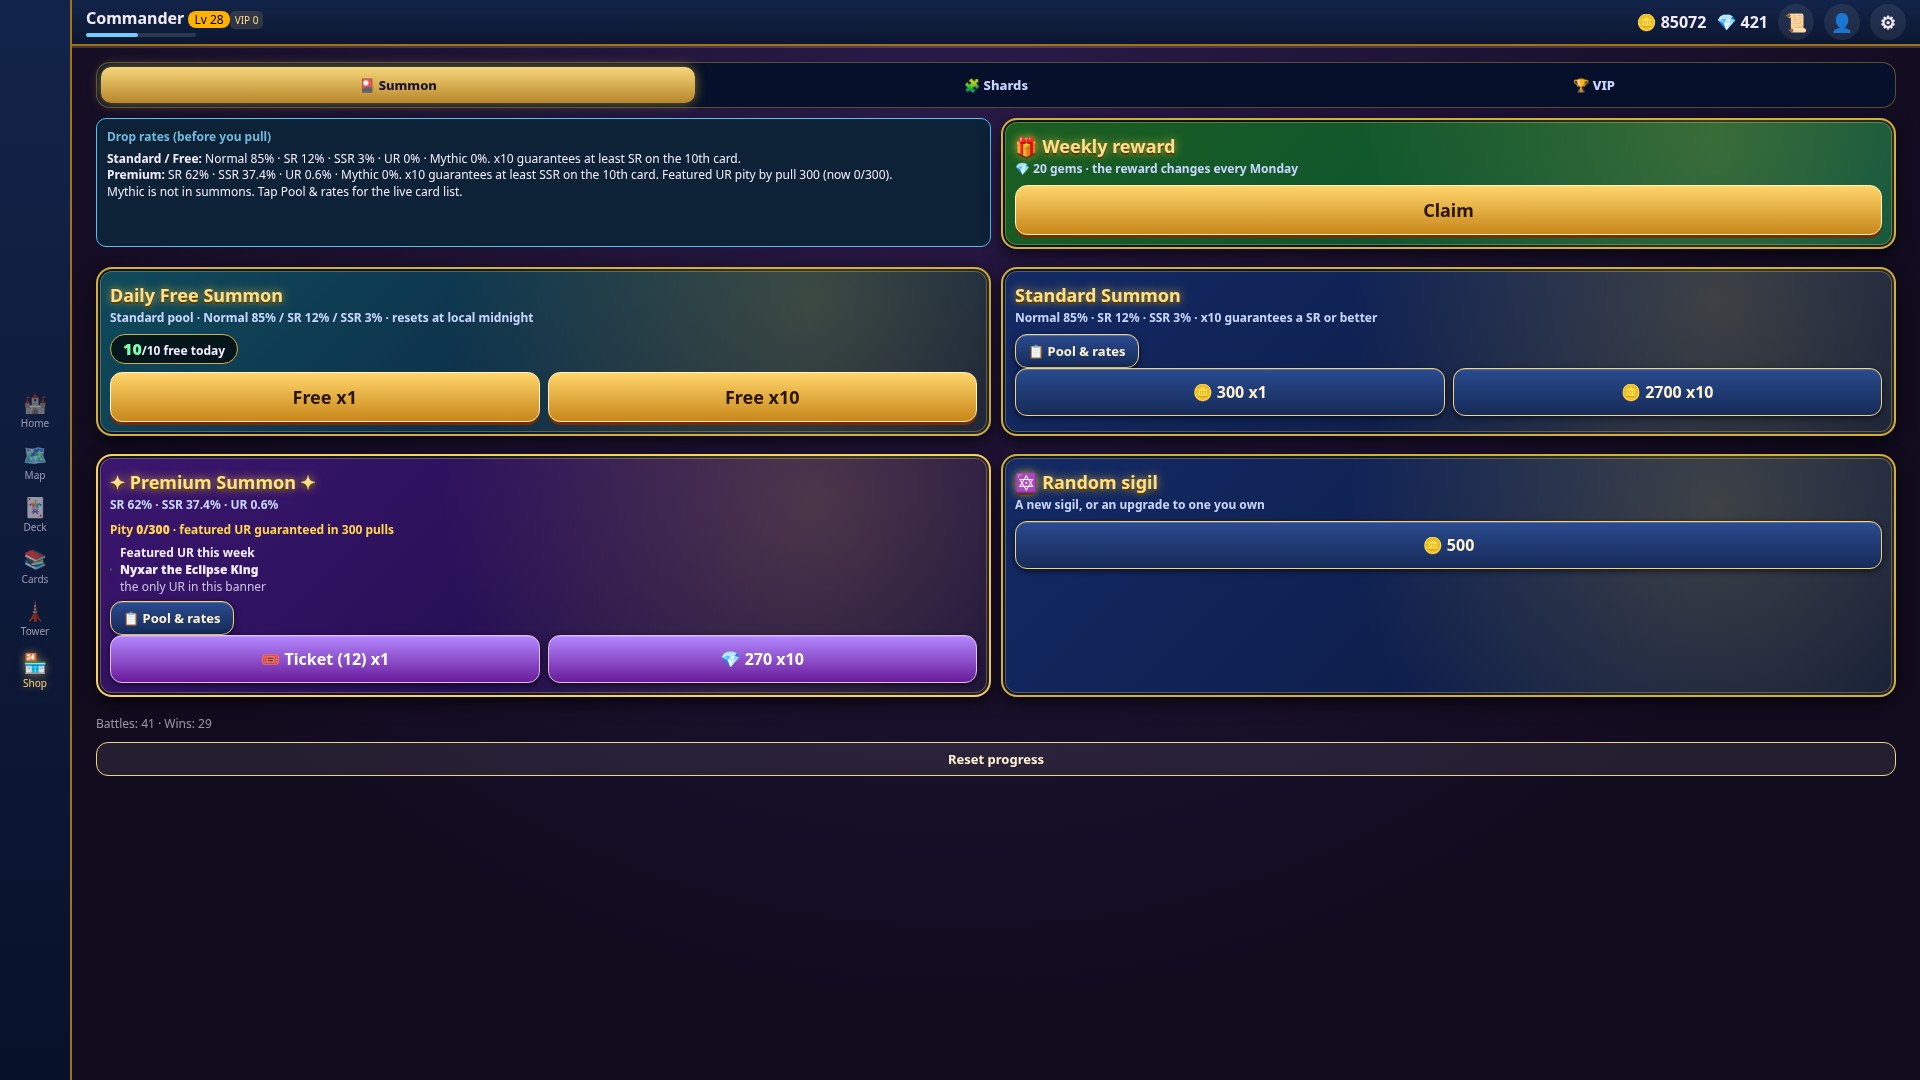 Commander Lv 28 VIP 0
85072 421
Summon
Shards
VIP
Drop rates (before you pull)
Standard / Free: Normal 85% · SR 12% · SSR 3% · UR 0% · Mythic 0%. x10 guarantees at least SR on the 10th card.
Premium: SR 62% · SSR 37.4% · UR 0.6% · Mythic 0%. x10 guarantees at least SSR on the 10th card. Featured UR pity by pull 300 (now 0/300).
Mythic is not in summons. Tap Pool & rates for the live card list.
Weekly reward
20 gems · the reward changes every Monday
Claim
Daily Free Summon
Standard pool · Normal 85% / SR 12% / SSR 3% · resets at local midnight
10/10 free today
Free x1
Free x10
Standard Summon
Normal 85% · SR 12% · SSR 3% · x10 guarantees a SR or better
Pool & rates
300 x1
2700 x10
✦ Premium Summon ✦
SR 62% · SSR 37.4% · UR 0.6%
Pity 0/300 · featured UR guaranteed in 300 pulls
Featured UR this week
Nyxar the Eclipse King
the only UR in this banner
Pool & rates
Ticket (12) x1
270 x10
Random sigil
A new sigil, or an upgrade to one you own
500
Battles: 41 · Wins: 29
Reset progress
Home
Map
Deck
Cards
Tower
24
Shop